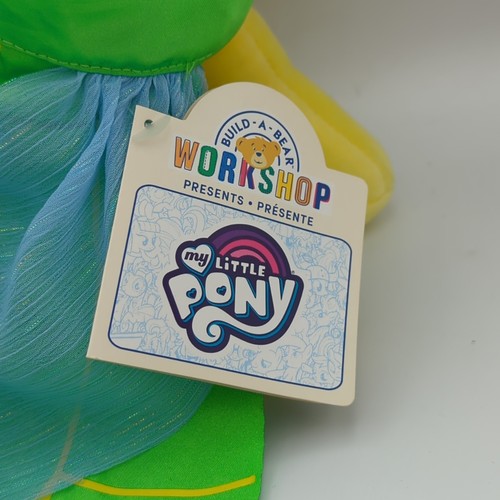 BUILD-A-BEAR
WORKSHOP
PRESENTS • PRÉSENTE
my
LiTTLE
PONY